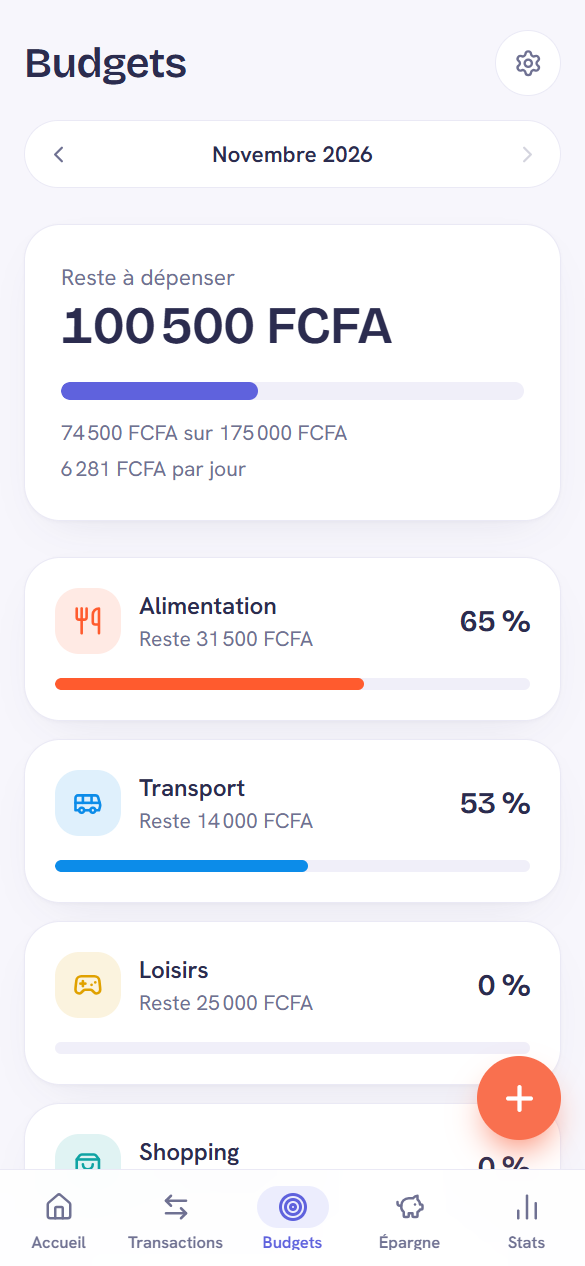 Budgets
Novembre 2026
Reste à dépenser
100 500 FCFA
74 500 FCFA sur 175 000 FCFA
6 281 FCFA par jour
Alimentation
Reste 31 500 FCFA
65 %
Transport
Reste 14 000 FCFA
53 %
Loisirs
Reste 25 000 FCFA
0 %
Shopping
0 %
Accueil
Transactions
Budgets
Épargne
Stats